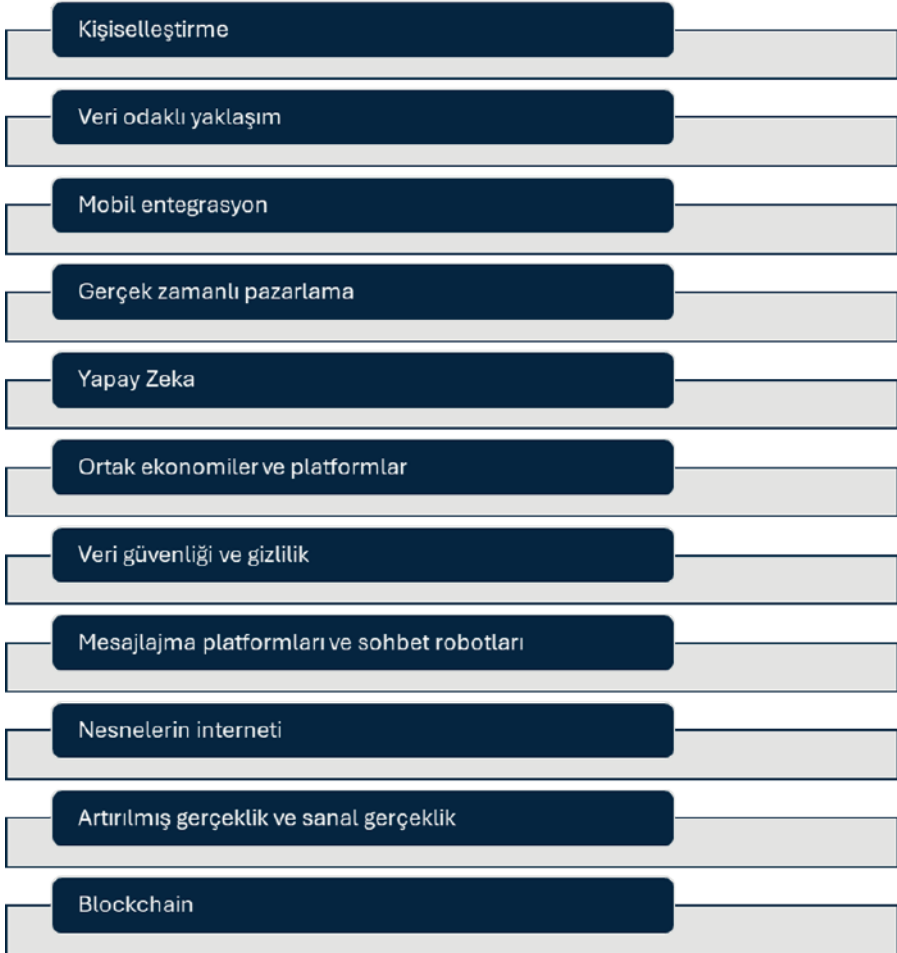 Kişiselleştirme
Veri odaklı yaklaşım
Mobil entegrasyon
Gerçek zamanlı pazarlama
Yapay Zeka
Ortak ekonomiler ve platformlar
Veri güvenliği ve gizlilik
Mesajlajma platformları ve sohbet robotları
Nesnelerin interneti
Artırılmış gerçeklik ve sanal gerçeklik
Blockchain